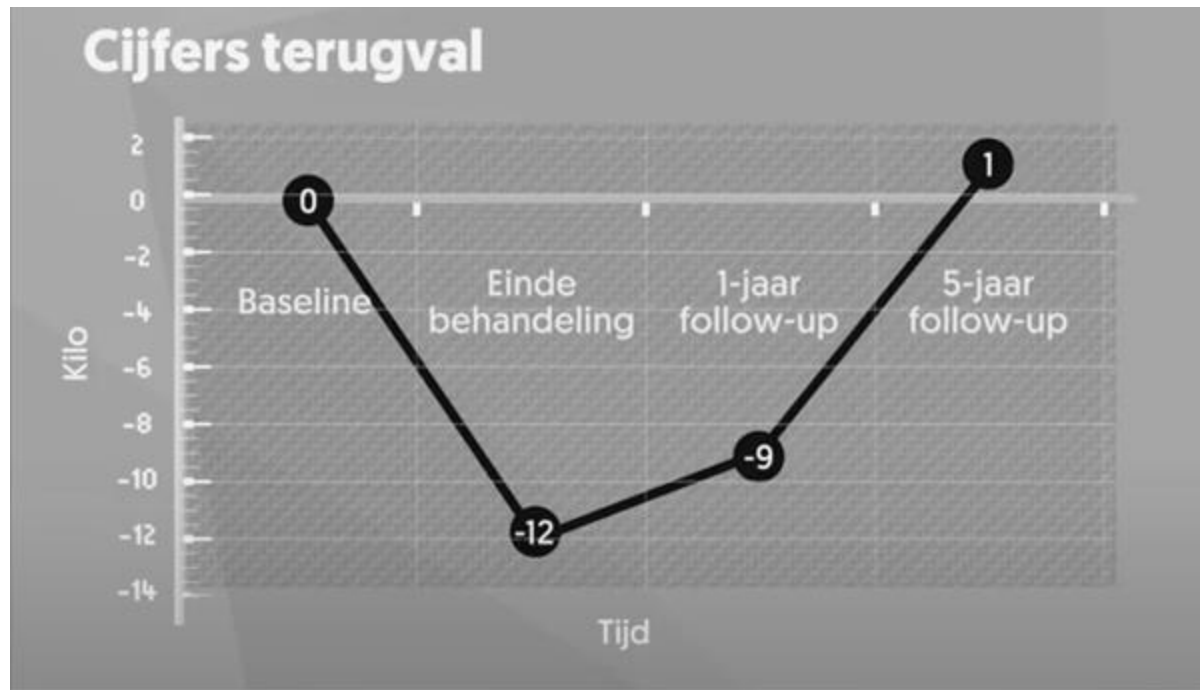 Cijfers terugval
2
0
-2
-4
-6
-8
-10
-12
-14
Kilo
0
-12
-9
1
Baseline
Einde
behandeling
1-jaar
follow-up
5-jaar
follow-up
Tijd